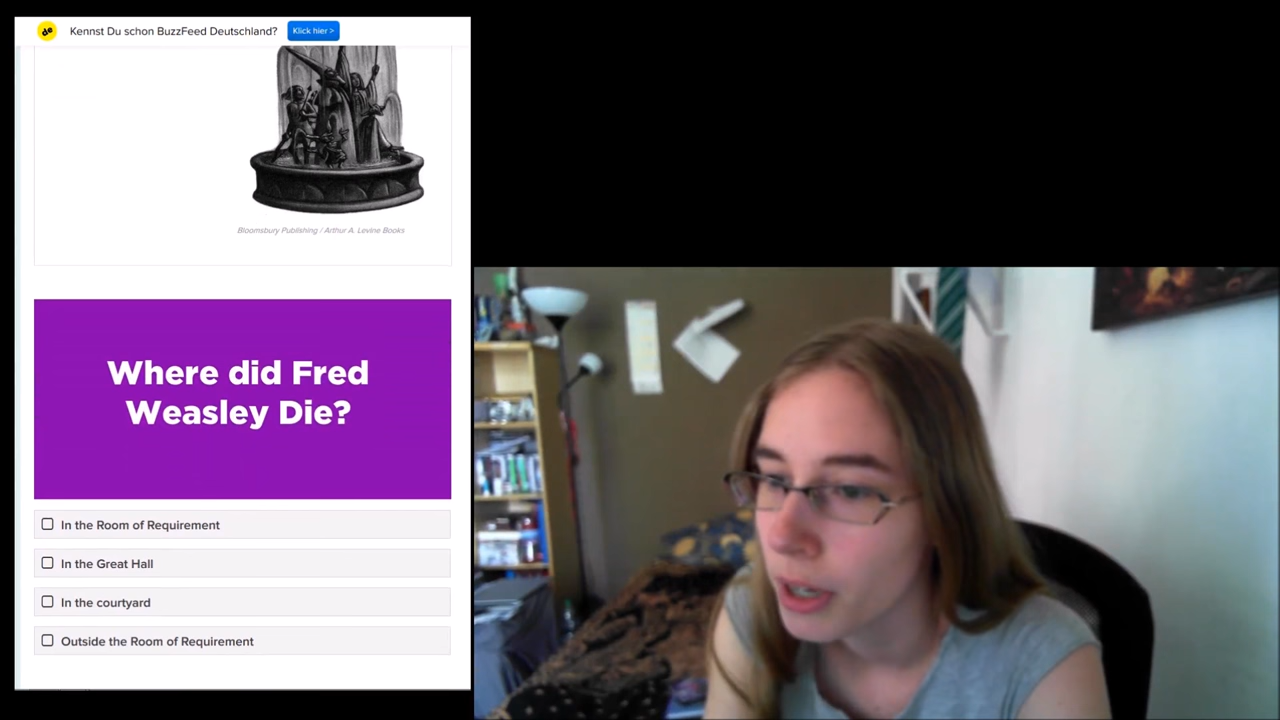 de
Kennst Du schon BuzzFeed Deutschland?
Klick hier >
Bloomsbury Publishing / Arthur A. Levine Books
Where did Fred
Weasley Die?
In the Room of Requirement
In the Great Hall
In the courtyard
Outside the Room of Requirement